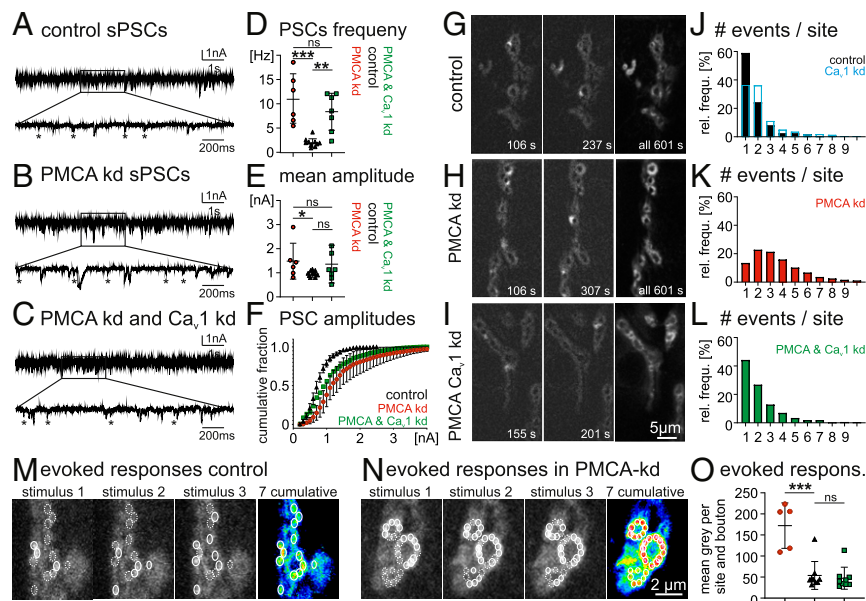 A control sPSCs
1nA
1s
* * * *
200ms
B PMCA kd sPSCs
1nA
1s
* * * * *
200ms
C PMCA kd and Cav1 kd
1nA
1s
* * * *
200ms
D PSCs frequeny
[Hz]
ns
***
**
15
10
5
0
PMCA kd
control
PMCA & Cav1 kd
E mean amplitude
[nA]
ns
*
ns
3
2
1
0
PMCA kd
control
PMCA & Cav1 kd
F PSC amplitudes
cumulative fraction
1.0
0.5
0
0 1 2 3 [nA]
control
PMCA kd
PMCA & Cav1 kd
G
control
106 s
237 s
all 601 s
H
PMCA kd
106 s
307 s
all 601 s
I
PMCA Cav1 kd
155 s
201 s
5µm
J # events / site
rel. frequ. [%]
60
40
20
0
control
Cav1 kd
1 2 3 4 5 6 7 8 9
K # events / site
rel. frequ. [%]
60
40
20
0
PMCA kd
1 2 3 4 5 6 7 8 9
L # events / site
rel. frequ. [%]
60
40
20
0
PMCA & Cav1 kd
1 2 3 4 5 6 7 8 9
M evoked responses control
stimulus 1 stimulus 2 stimulus 3 7 cumulative
N evoked responses in PMCA-kd
stimulus 1 stimulus 2 stimulus 3 7 cumulative
2 µm
O evoked respons.
mean grey per
site and bouton
250
200
150
100
50
0
***
ns